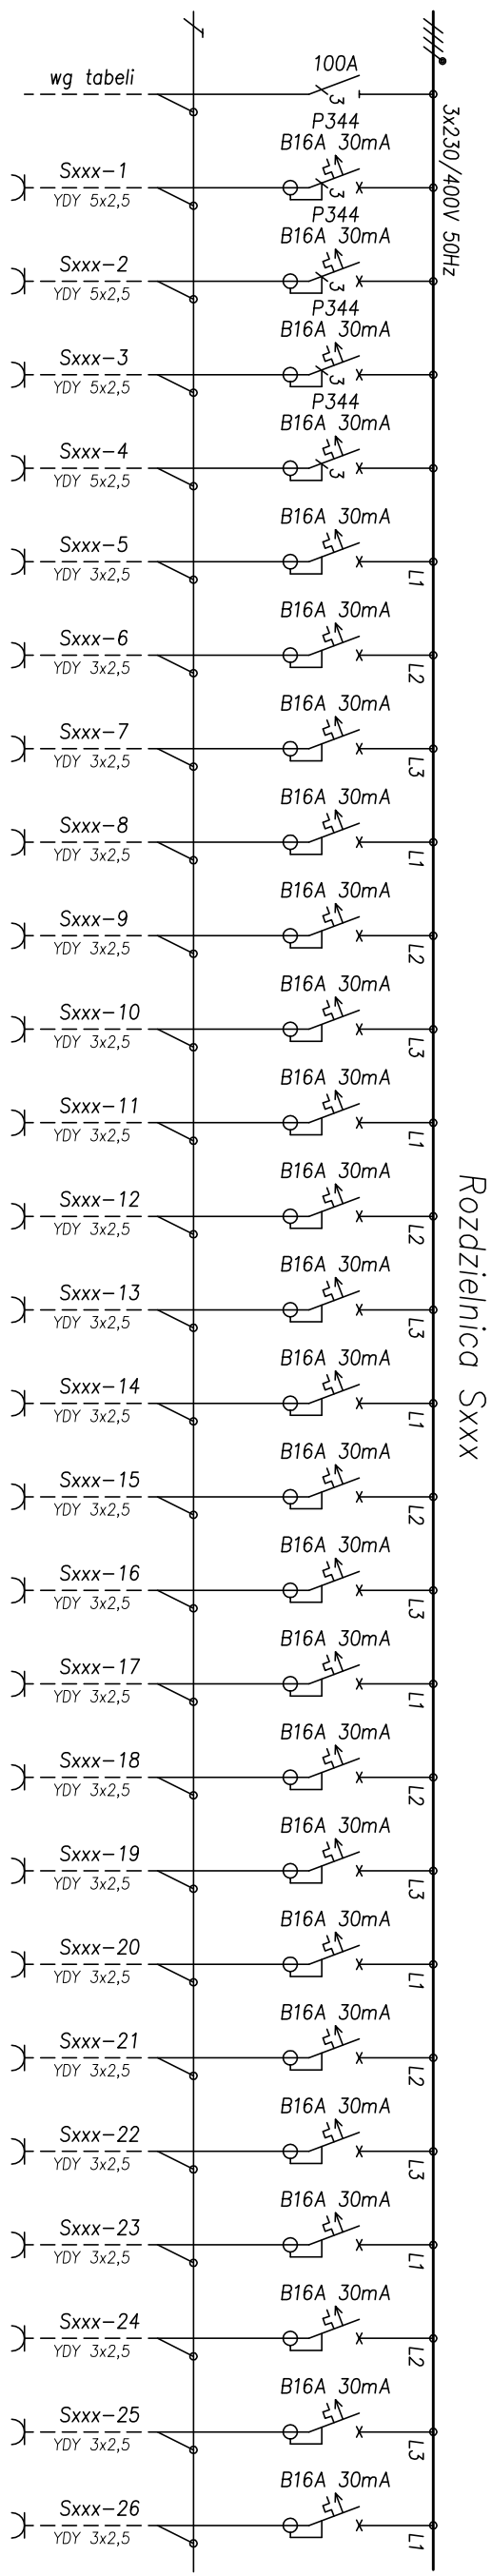 wg tabeli
100A
3
3x230/400V 50Hz
P344
B16A 30mA
3
Sxxx-1
YDY 5x2,5
P344
B16A 30mA
3
Sxxx-2
YDY 5x2,5
P344
B16A 30mA
3
Sxxx-3
YDY 5x2,5
P344
B16A 30mA
3
Sxxx-4
YDY 5x2,5
B16A 30mA
Sxxx-5
YDY 3x2,5
L1
B16A 30mA
Sxxx-6
YDY 3x2,5
L2
B16A 30mA
Sxxx-7
YDY 3x2,5
L3
B16A 30mA
Sxxx-8
YDY 3x2,5
L1
B16A 30mA
Sxxx-9
YDY 3x2,5
L2
B16A 30mA
Sxxx-10
YDY 3x2,5
L3
B16A 30mA
Sxxx-11
YDY 3x2,5
L1
Rozdzielnica Sxxx
B16A 30mA
Sxxx-12
YDY 3x2,5
L2
B16A 30mA
Sxxx-13
YDY 3x2,5
L3
B16A 30mA
Sxxx-14
YDY 3x2,5
L1
B16A 30mA
Sxxx-15
YDY 3x2,5
L2
B16A 30mA
Sxxx-16
YDY 3x2,5
L3
B16A 30mA
Sxxx-17
YDY 3x2,5
L1
B16A 30mA
Sxxx-18
YDY 3x2,5
L2
B16A 30mA
Sxxx-19
YDY 3x2,5
L3
B16A 30mA
Sxxx-20
YDY 3x2,5
L1
B16A 30mA
Sxxx-21
YDY 3x2,5
L2
B16A 30mA
Sxxx-22
YDY 3x2,5
L3
B16A 30mA
Sxxx-23
YDY 3x2,5
L1
B16A 30mA
Sxxx-24
YDY 3x2,5
L2
B16A 30mA
Sxxx-25
YDY 3x2,5
L3
B16A 30mA
Sxxx-26
YDY 3x2,5
L1